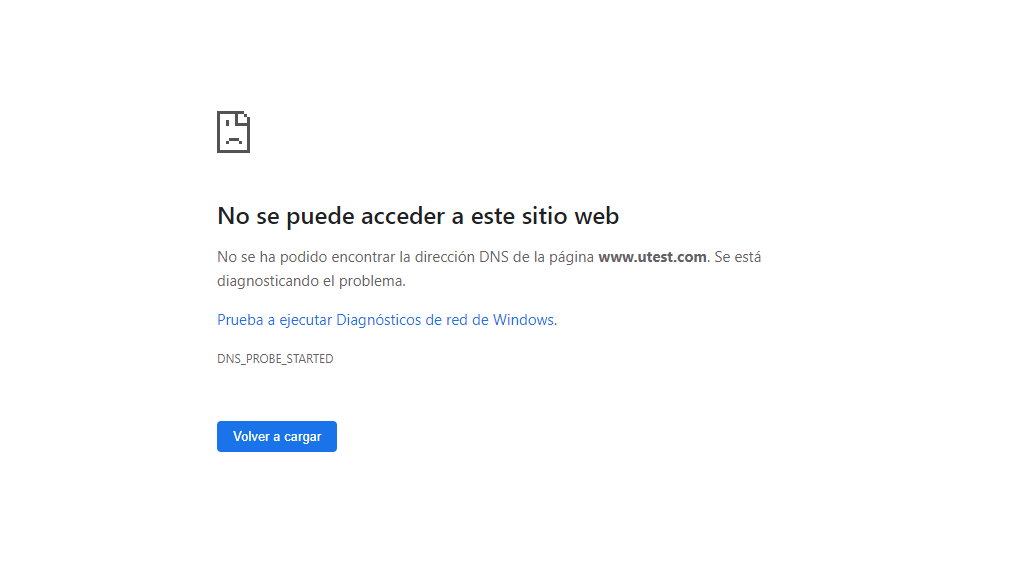 No se puede acceder a este sitio web
No se ha podido encontrar la dirección DNS de la página www.utest.com. Se está
diagnosticando el problema.
Prueba a ejecutar Diagnósticos de red de Windows.
DNS_PROBE_STARTED
Volver a cargar